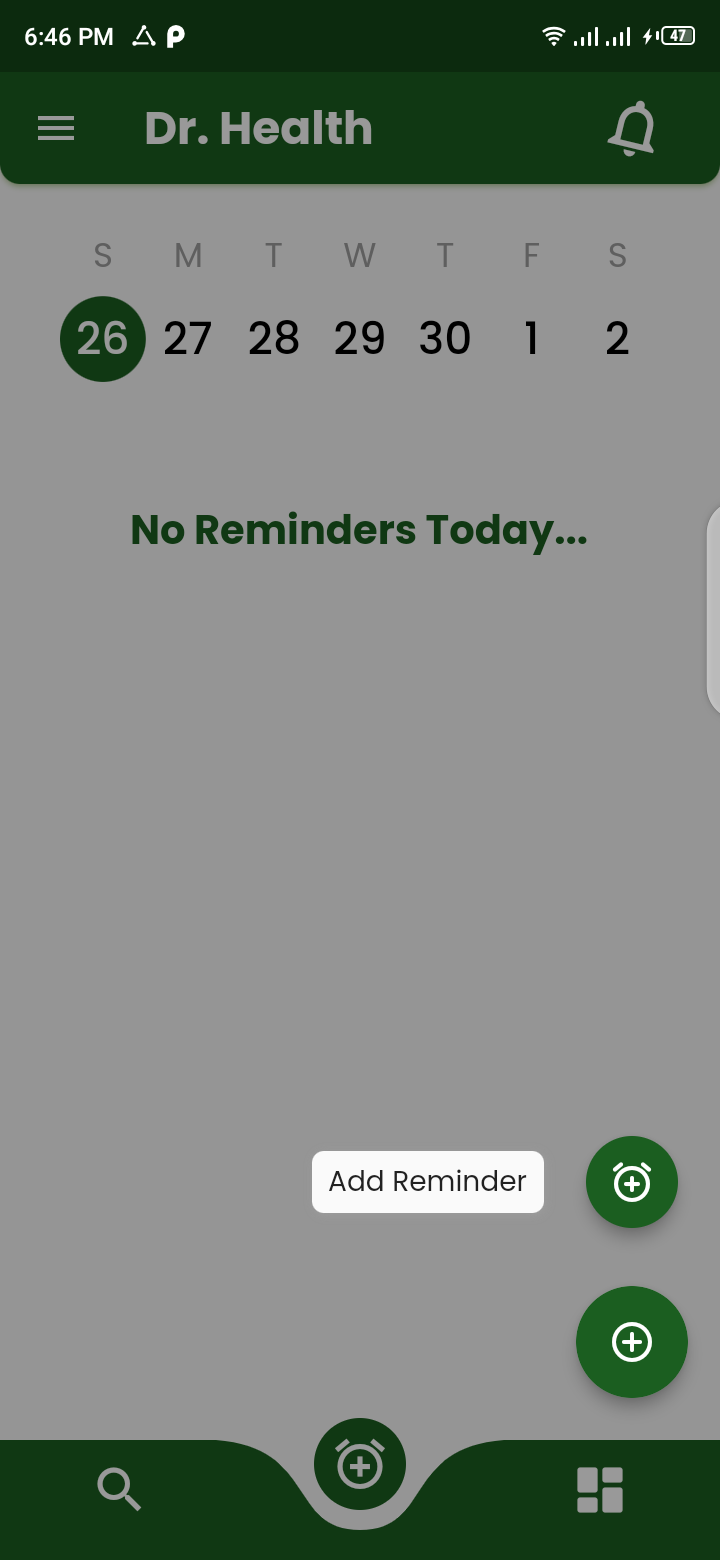 6:46 PM 47
Dr. Health
S M T W T F S
26 27 28 29 30 1 2
No Reminders Today...
Add Reminder